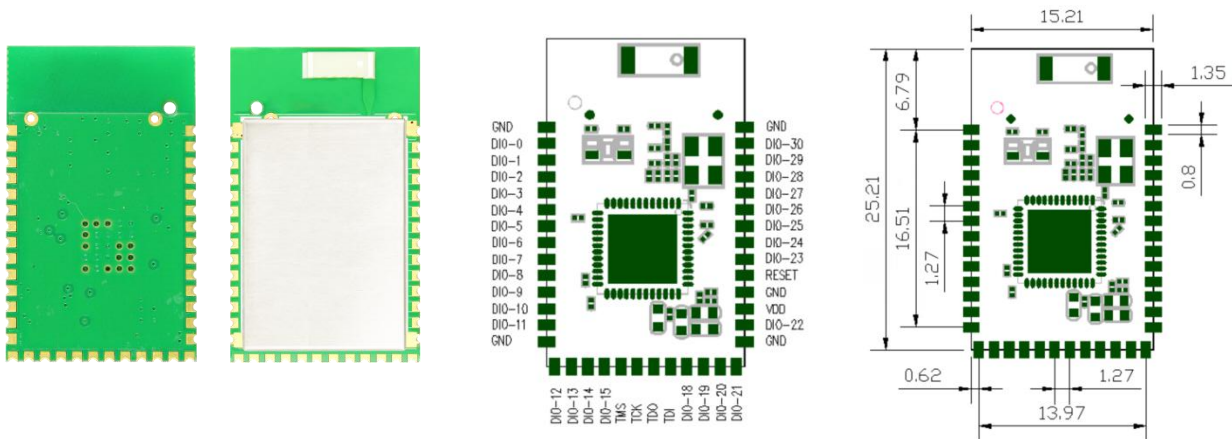 GND
DIO-0
DIO-1
DIO-2
DIO-3
DIO-4
DIO-5
DIO-6
DIO-7
DIO-8
DIO-9
DIO-10
DIO-11
GND
GND
DIO-30
DIO-29
DIO-28
DIO-27
DIO-26
DIO-25
DIO-24
DIO-23
RESET
GND
VDD
DIO-22
GND
DIO-12
DIO-13
DIO-14
DIO-15
TMS
TCK
TDO
TDI
DIO-18
DIO-19
DIO-20
DIO-21
15.21
1.35
6.79
0.8
25.21
16.51
1.27
0.62
1.27
13.97